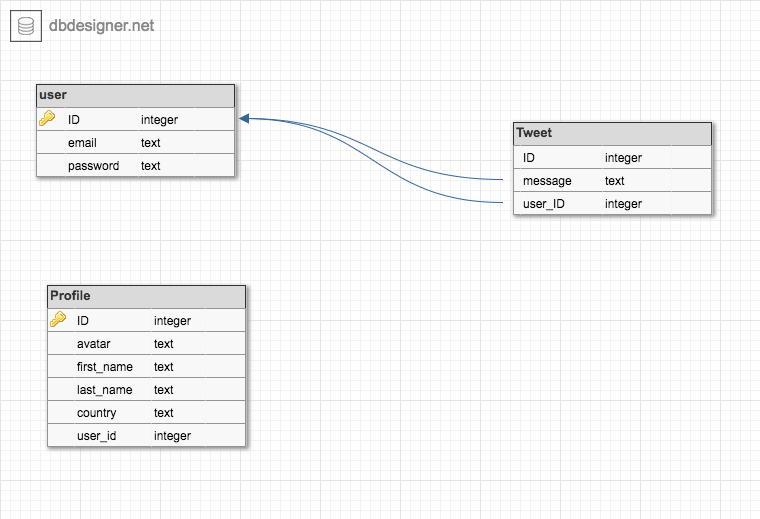 dbdesigner.net
user
ID integer
email text
password text
Tweet
ID integer
message text
user_ID integer
Profile
ID integer
avatar text
first_name text
last_name text
country text
user_id integer